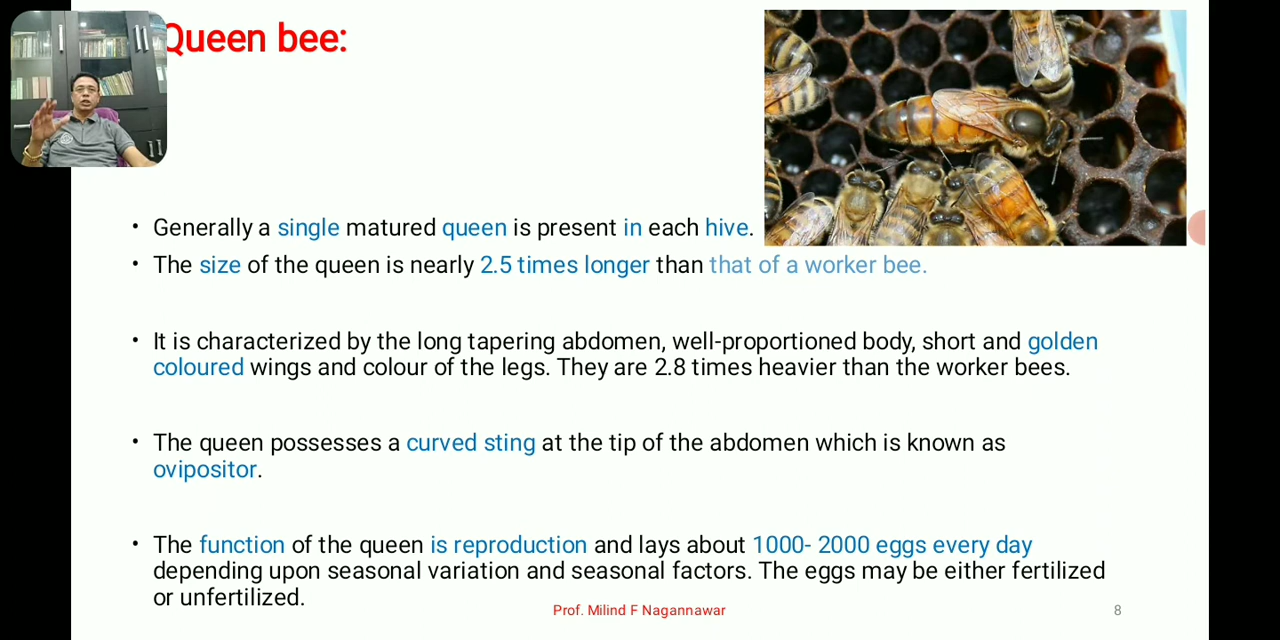 Queen bee:
• Generally a single matured queen is present in each hive.
• The size of the queen is nearly 2.5 times longer than that of a worker bee.
• It is characterized by the long tapering abdomen, well-proportioned body, short and golden
coloured wings and colour of the legs. They are 2.8 times heavier than the worker bees.
• The queen possesses a curved sting at the tip of the abdomen which is known as
ovipositor.
• The function of the queen is reproduction and lays about 1000- 2000 eggs every day
depending upon seasonal variation and seasonal factors. The eggs may be either fertilized
or unfertilized.
Prof. Milind F Nagannawar
8